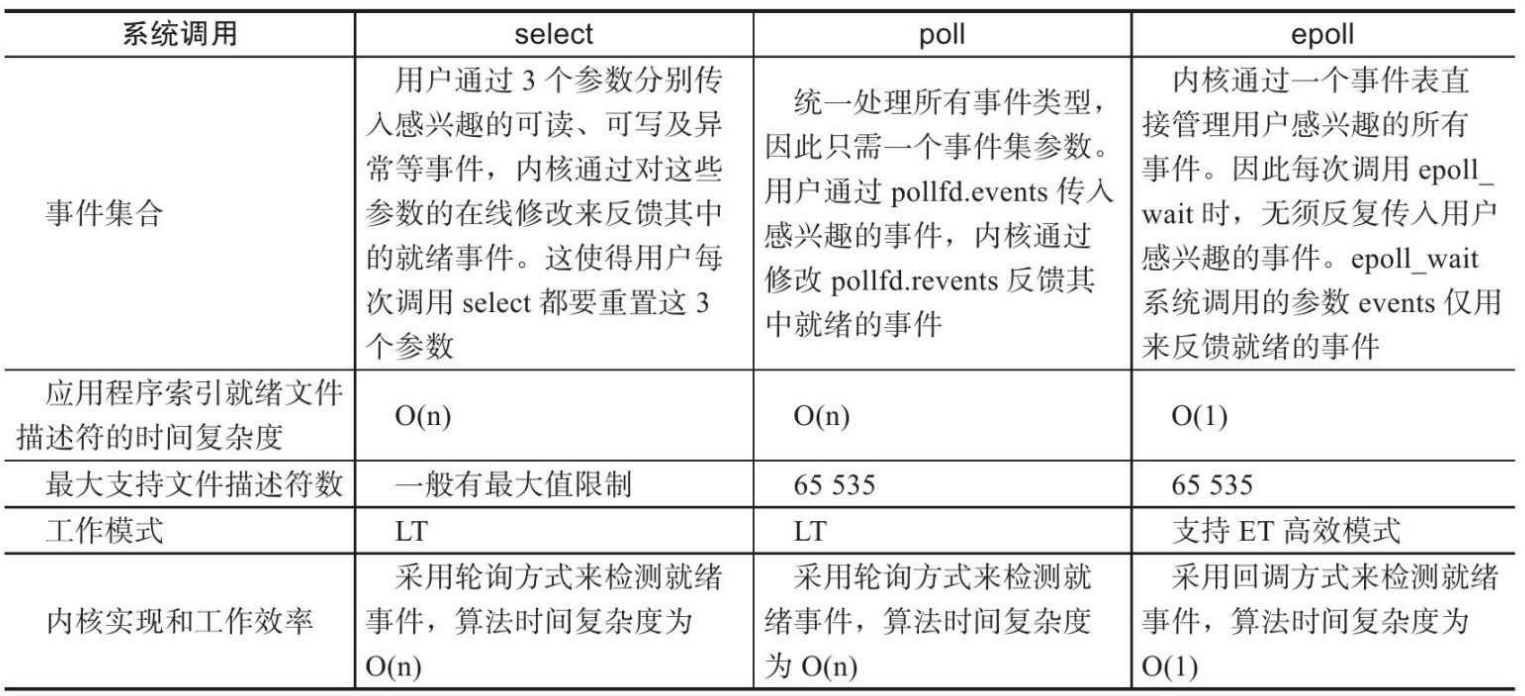 系统调用 select poll epoll
事件集合
用户通过 3 个参数分别传
入感兴趣的可读、可写及异
常等事件，内核通过对这些
参数的在线修改来反馈其中
的就绪事件。这使得用户每
次调用 select 都要重置这 3
个参数
统一处理所有事件类型，
因此只需一个事件集参数。
用户通过 pollfd.events 传入
感兴趣的事件，内核通过
修改 pollfd.revents 反馈其
中就绪的事件
内核通过一个事件表直
接管理用户感兴趣的所有
事件。因此每次调用 epoll_
wait 时，无须反复传入用户
感兴趣的事件。epoll_wait
系统调用的参数 events 仅用
来反馈就绪的事件
应用程序索引就绪文件
描述符的时间复杂度
O(n)
O(n)
O(1)
最大支持文件描述符数
一般有最大值限制
65 535
65 535
工作模式
LT
LT
支持 ET 高效模式
内核实现和工作效率
采用轮询方式来检测就绪
事件，算法时间复杂度为
O(n)
采用轮询方式来检测就
绪事件，算法时间复杂度
为 O(n)
采用回调方式来检测就绪
事件，算法时间复杂度为
O(1)